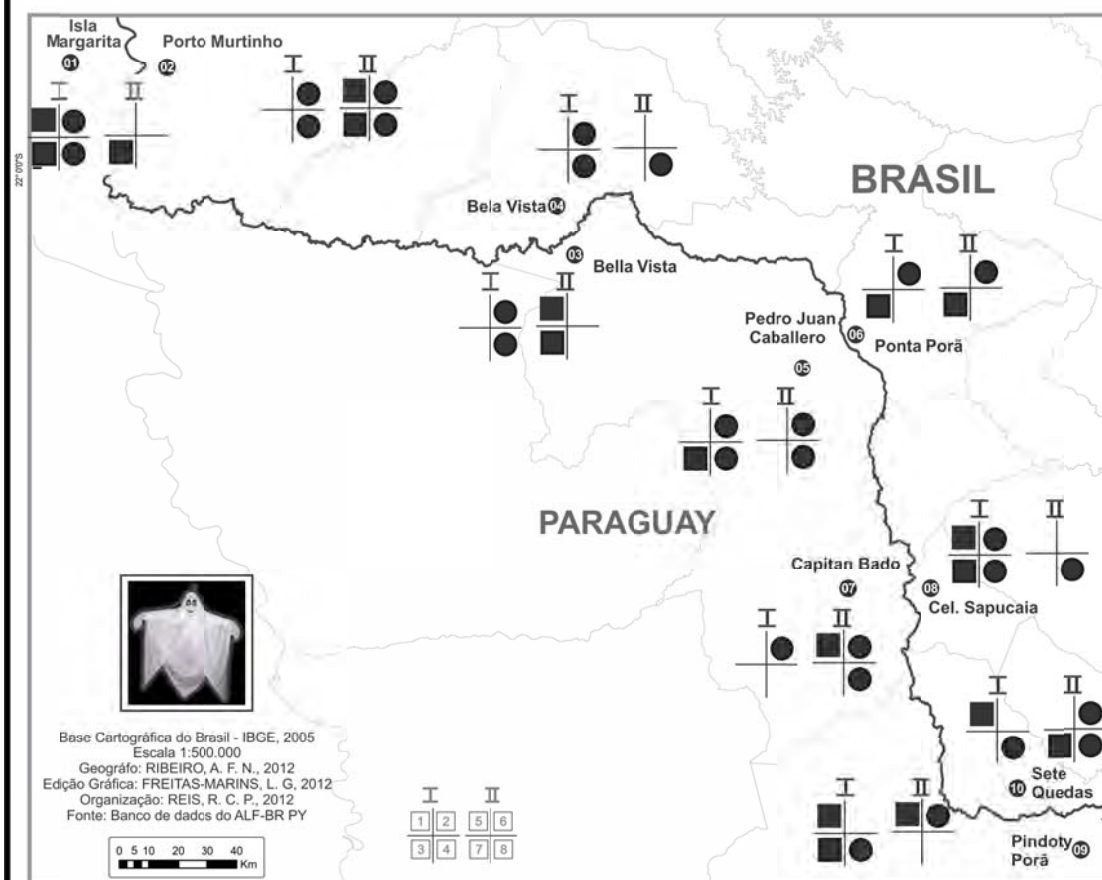 Isla
Margarita
01
Porto Murtinho
02
I II
I II
I II
22°0'0"S
BRASIL
Bela Vista 04
03
Bella Vista
I II
I II
Pedro Juan
Caballero
06
Ponta Porã
05
I II
PARAGUAY
I II
Capitan Bado
07
08
Cel. Sapucaia
I II
I II
Base Cartográfica do Brasil - IBGE, 2005
Escala 1:500.000
Geográfo: RIBEIRO, A. F. N., 2012
Edição Gráfica: FREITAS-MARINS, L. G, 2012
Organização: REIS, R. C. P., 2012
Fonte: Banco de dados do ALF-BR PY
10 Sete
Quedas
I II
1 2 5 6
3 4 7 8
I II
Pindoty
Porã
09
0 5 10 20 30 40
Km